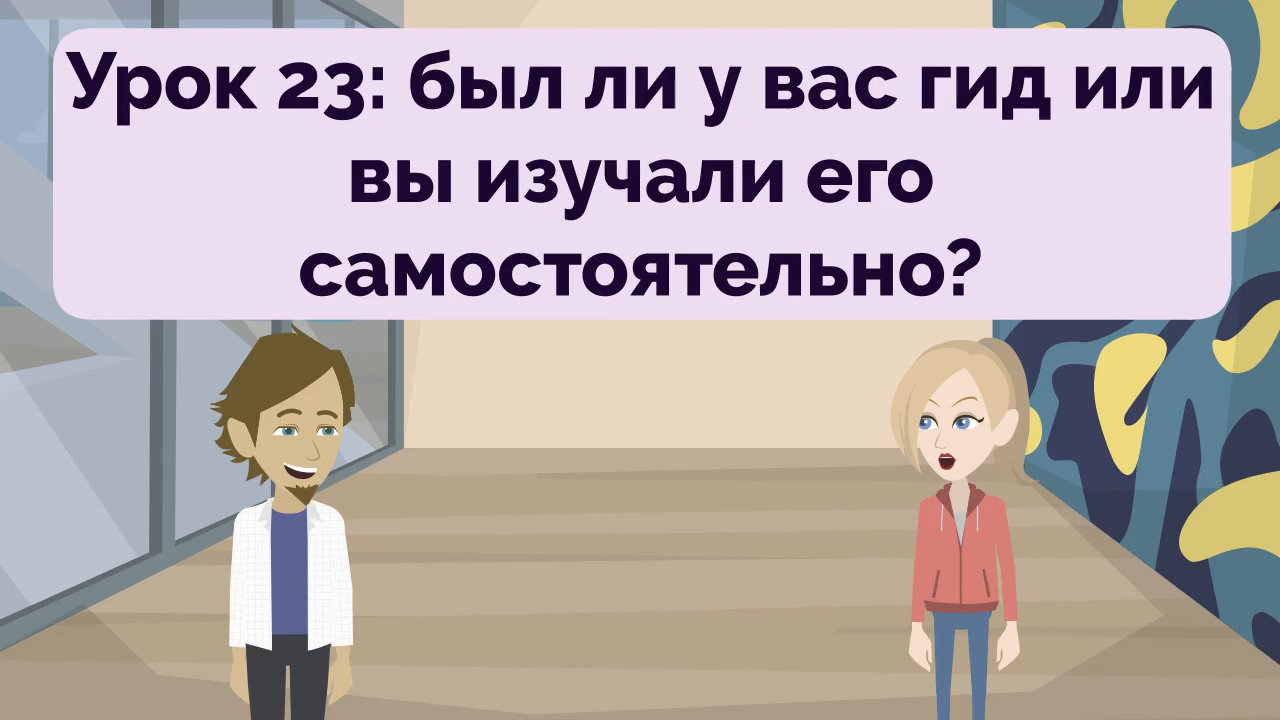 Урок 23: был ли у вас гид или
вы изучали его
самостоятельно?